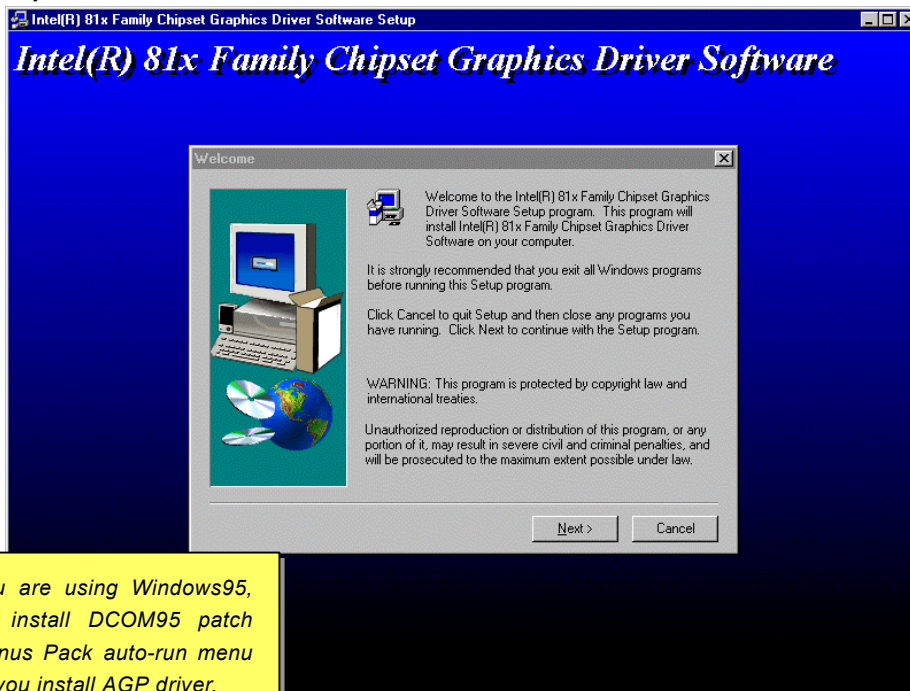 Intel(R) 81x Family Chipset Graphics Driver Software Setup
Intel(R) 81x Family Chipset Graphics Driver Software
Welcome
Welcome to the Intel(R) 81x Family Chipset Graphics
Driver Software Setup program. This program will
install Intel(R) 81x Family Chipset Graphics Driver
Software on your computer.
It is strongly recommended that you exit all Windows programs
before running this Setup program.
Click Cancel to quit Setup and then close any programs you
have running. Click Next to continue with the Setup program.
WARNING: This program is protected by copyright law and
international treaties.
Unauthorized reproduction or distribution of this program, or any
portion of it, may result in severe civil and criminal penalties, and
will be prosecuted to the maximum extent possible under law.
Next >
Cancel
are using Windows95,
install DCOM95 patch
Pack auto-run menu
you install AGP driver.